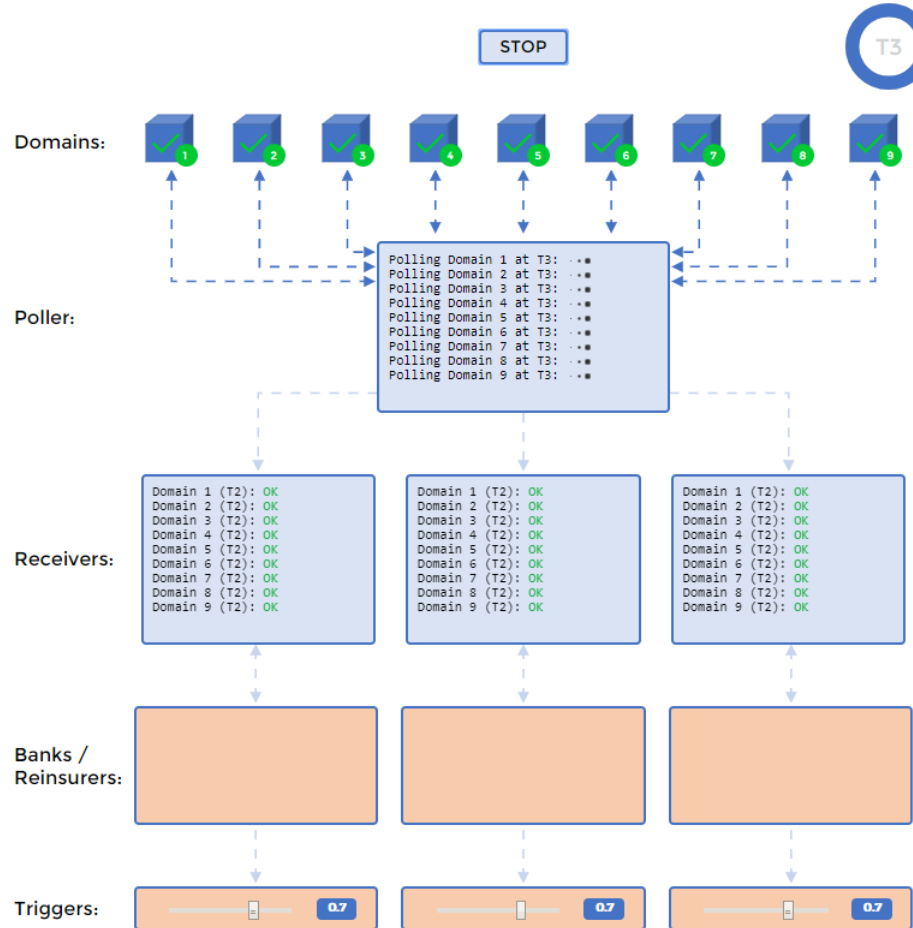 STOP
T3
Domains:
1 2 3 4 5 6 7 8 9
Poller:
Polling Domain 1 at T3:
Polling Domain 2 at T3:
Polling Domain 3 at T3:
Polling Domain 4 at T3:
Polling Domain 5 at T3:
Polling Domain 6 at T3:
Polling Domain 7 at T3:
Polling Domain 8 at T3:
Polling Domain 9 at T3:
Receivers:
Domain 1 (T2): OK
Domain 2 (T2): OK
Domain 3 (T2): OK
Domain 4 (T2): OK
Domain 5 (T2): OK
Domain 6 (T2): OK
Domain 7 (T2): OK
Domain 8 (T2): OK
Domain 9 (T2): OK
Domain 1 (T2): OK
Domain 2 (T2): OK
Domain 3 (T2): OK
Domain 4 (T2): OK
Domain 5 (T2): OK
Domain 6 (T2): OK
Domain 7 (T2): OK
Domain 8 (T2): OK
Domain 9 (T2): OK
Domain 1 (T2): OK
Domain 2 (T2): OK
Domain 3 (T2): OK
Domain 4 (T2): OK
Domain 5 (T2): OK
Domain 6 (T2): OK
Domain 7 (T2): OK
Domain 8 (T2): OK
Domain 9 (T2): OK
Banks /
Reinsurers:
Triggers:
0.7
0.7
0.7